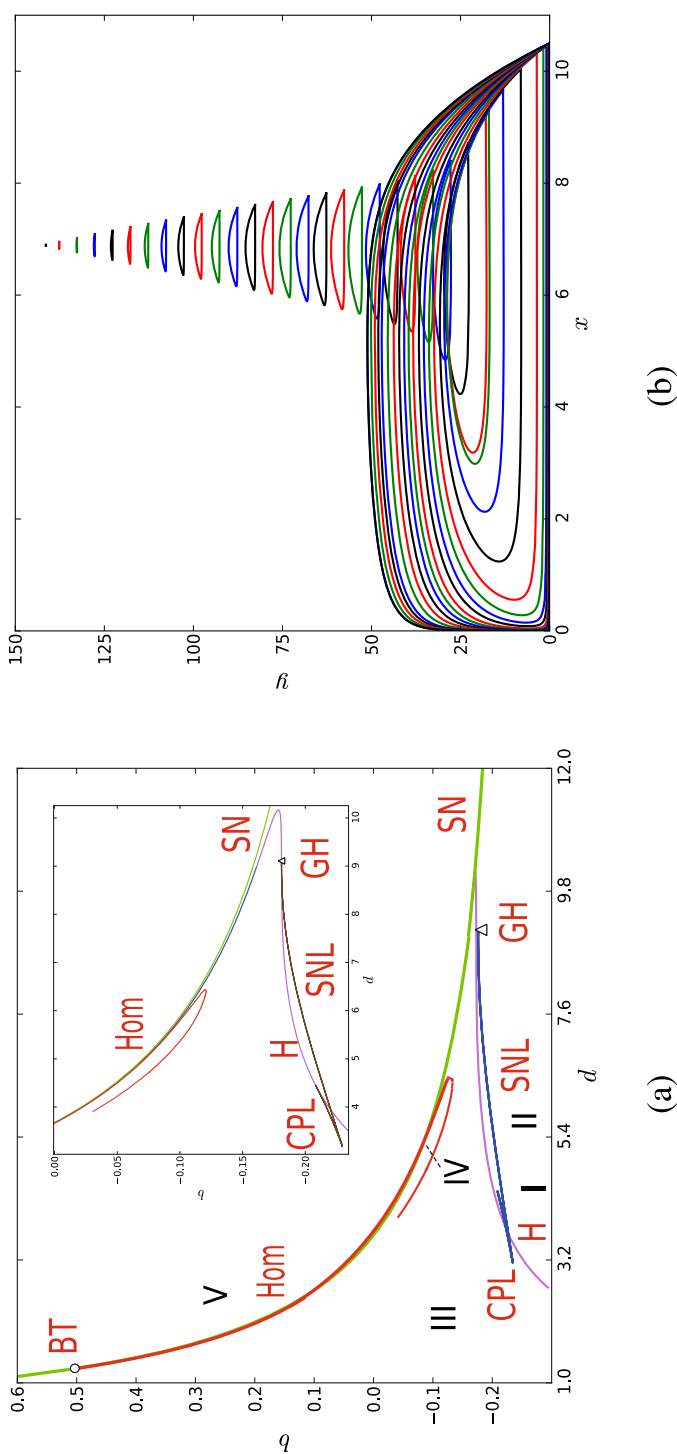 (a)
q
0.6
0.5
0.4
0.3
0.2
0.1
0.0
−0.1
−0.2
1.0
3.2
5.4
7.6
9.8
12.0
p
BT
V
Hom
III
IV
CPL
H
I
II
SNL
GH
SN
q
0.00
−0.05
−0.10
−0.15
−0.20
4
5
6
7
8
9
10
p
Hom
SN
CPL
H
SNL
GH
(b)
y
150
125
100
75
50
25
0
0
2
4
6
8
10
x